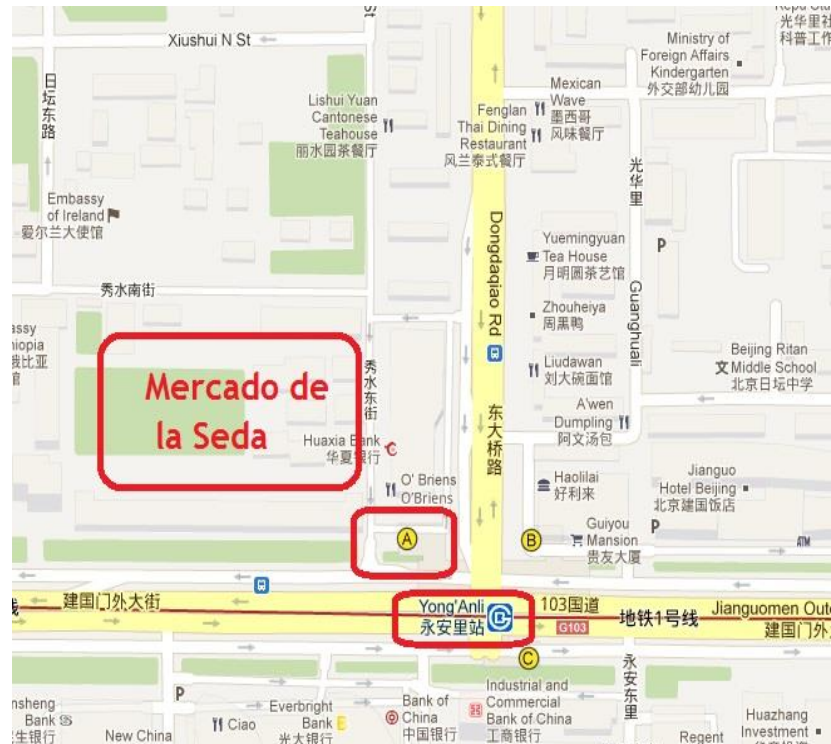 St
光华里社
科普工作
Xiushui N St
日坛东路
Ministry of
Foreign Affairs
Kindergarten
外交部幼儿园
Lishui Yuan
Cantonese
Teahouse
丽水园茶餐厅
Mexican
Wave
墨西哥
风味餐厅
Fenglan
Thai Dining
Restaurant
风兰泰式餐厅
光华里
Embassy
of Ireland
爱尔兰大使馆
Dongdaqiao Rd
Yuemingyuan
Tea House
月明圆茶艺馆
P
秀水南街
Guanghuali
Zhouheiya
周黑鸭
Mercado de
la Seda
秀水东街
Liudawan
刘大碗面馆
Beijing Ritan
文 Middle School
北京日坛中学
东大桥路
A'wen
Dumpling
阿文汤包
Huaxia Bank
华夏银行
O' Briens
O'Briens
Haolilai
好利来
Jianguo
Hotel Beijing
北京建国饭店
A
B
Guiyou
Mansion
贵友大厦
P
ATM
建国门外大街
Yong'Anli
永安里站
103国道
G103
地铁1号线
Jianguomen Oute
建国门外
C
永安东里
P
Ciao
Everbright
Bank
光大银行
Bank of
China
中国银行
Industrial and
Commercial
Bank of China
工商银行
Bank
生银行
New China
Regent
Huazhang
Investment